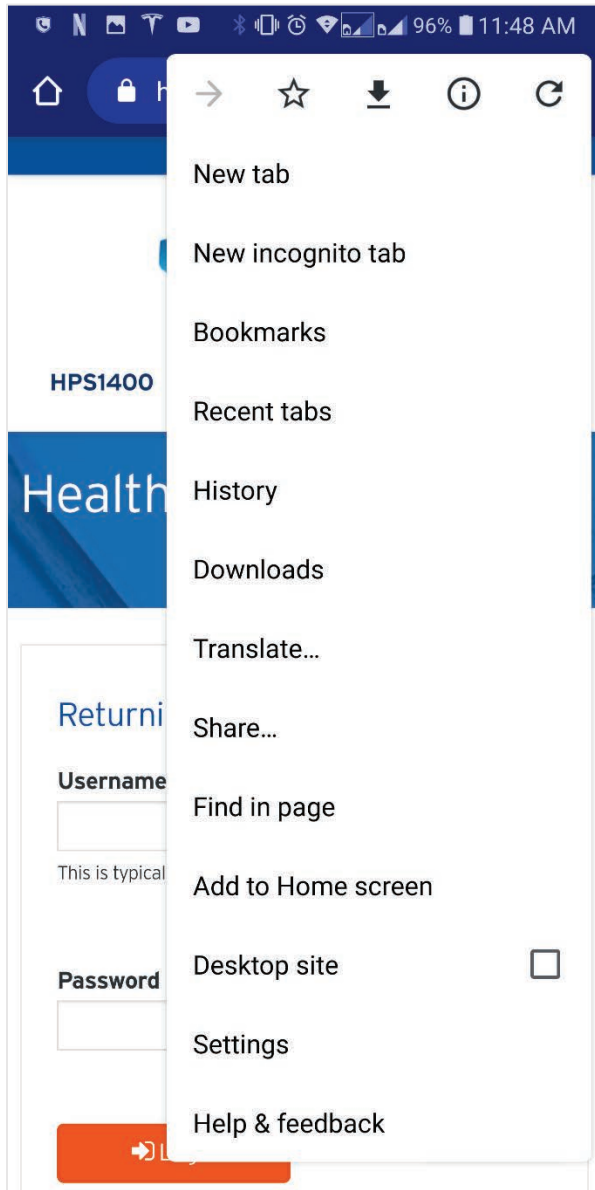 N 96% 11:48 AM
h
New tab
New incognito tab
Bookmarks
HPS1400
Recent tabs
Health
History
Downloads
Translate…
Returni
Share…
Username
Find in page
This is typical
Add to Home screen
Desktop site
Password
Settings
Help & feedback
L